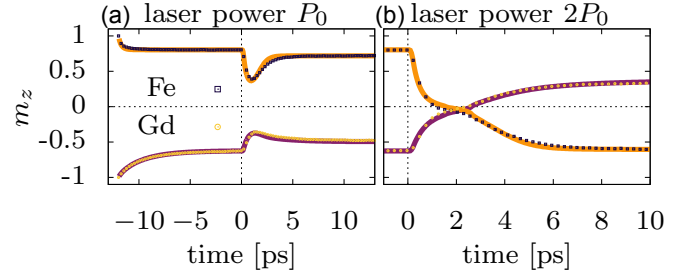 (a) laser power P₀ (b) laser power 2P₀
1
0.5
0
-0.5
-1
m_z
Fe
Gd
−10 −5 0 5 10 0 2 4 6 8 10
time [ps] time [ps]